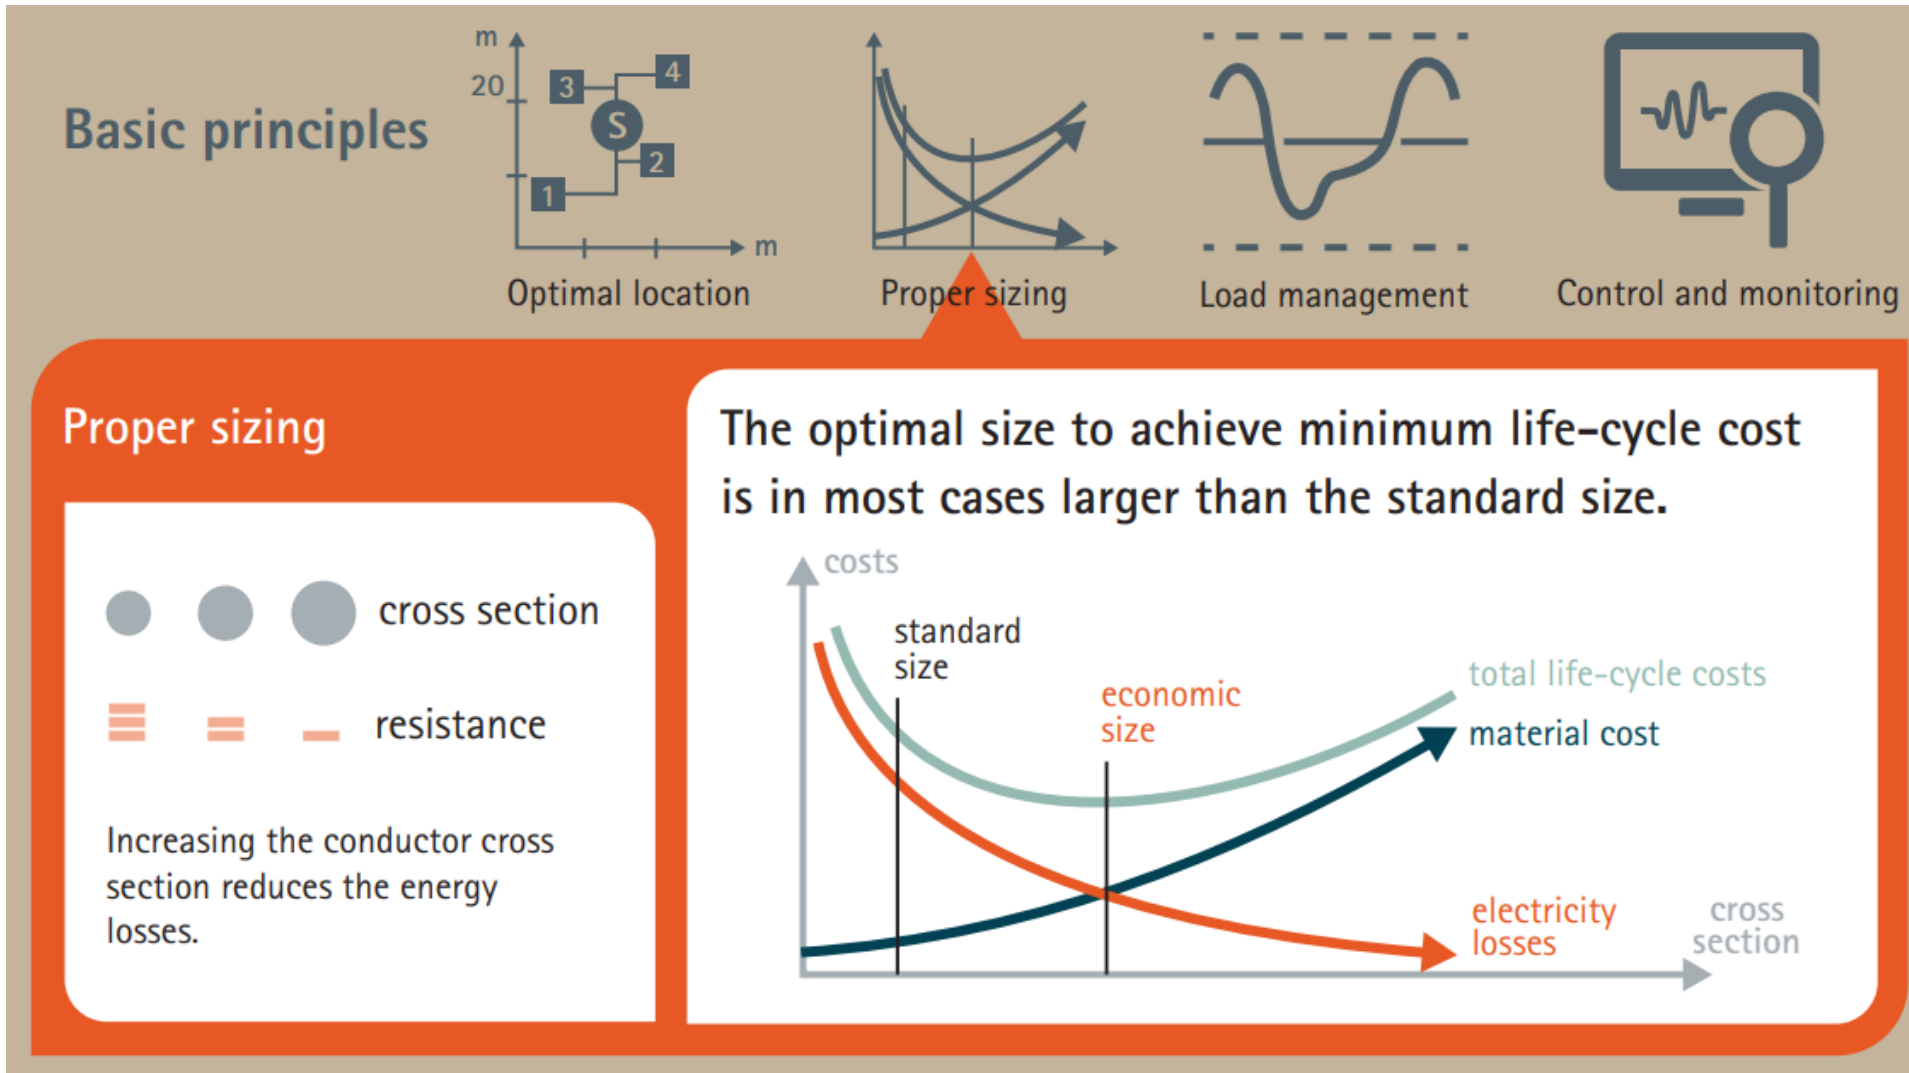 Basic principles
m
20
3
4
S
2
1
m
Optimal location
Proper sizing
Load management
Control and monitoring
Proper sizing
cross section
resistance
Increasing the conductor cross
section reduces the energy
losses.
The optimal size to achieve minimum life-cycle cost
is in most cases larger than the standard size.
costs
standard
size
economic
size
total life-cycle costs
material cost
electricity
losses
cross
section